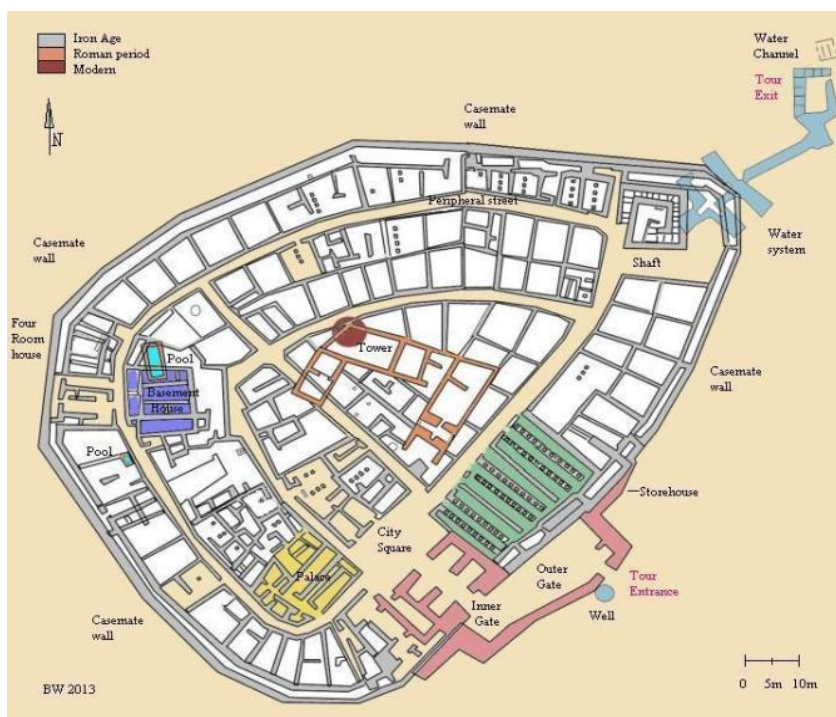 Iron Age
Roman period
Modern
N
Water
Channel
Tour
Exit
Casemate
wall
Peripheral street
Casemate
wall
Water
system
Shaft
Four
Room
house
Pool
Tower
Casemate
wall
Basement
House
Pool
Storehouse
City
Square
Palace
Outer
Gate
Tour
Entrance
Inner
Gate
Well
Casemate
wall
BW 2013
0 5m 10m